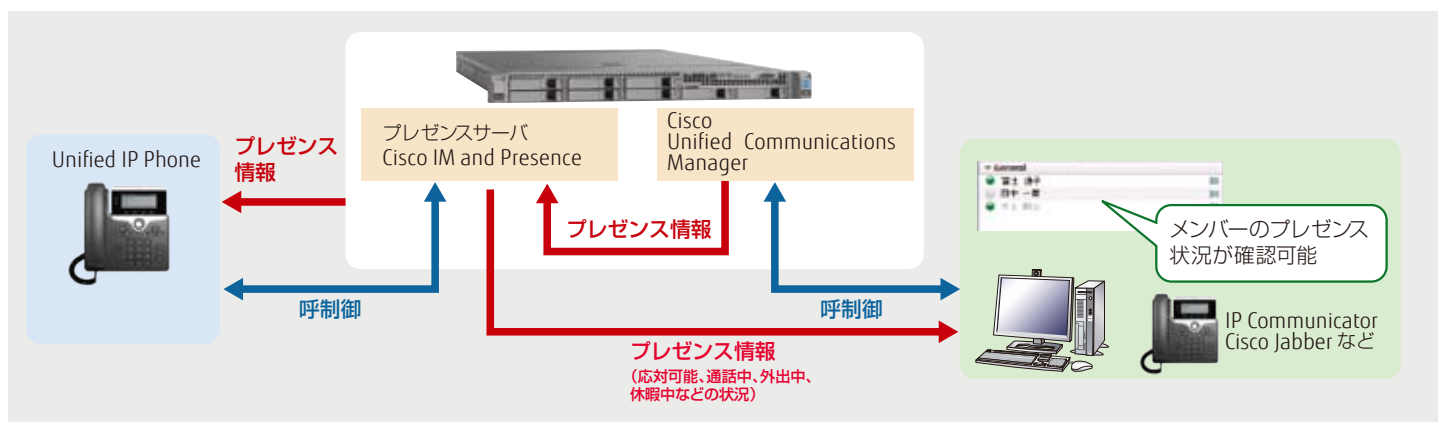 Unified IP Phone
プレゼンス
情報
プレゼンスサーバ
Cisco IM and Presence
Cisco
Unified Communications
Manager
プレゼンス情報
呼制御
呼制御
プレゼンス情報
(応対可能、通話中、外出中、
休暇中などの状況)
General
メンバーのプレゼンス
状況が確認可能
IP Communicator
Cisco Jabber など